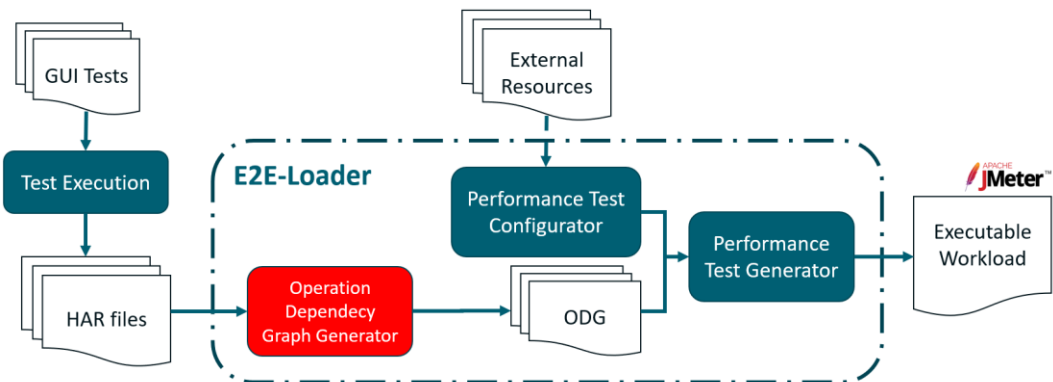 GUI Tests
External
Resources
Test Execution
E2E-Loader
Performance Test
Configurator
APACHE
JMeter™
Executable
Workload
Performance
Test Generator
HAR files
Operation
Dependecy
Graph Generator
ODG